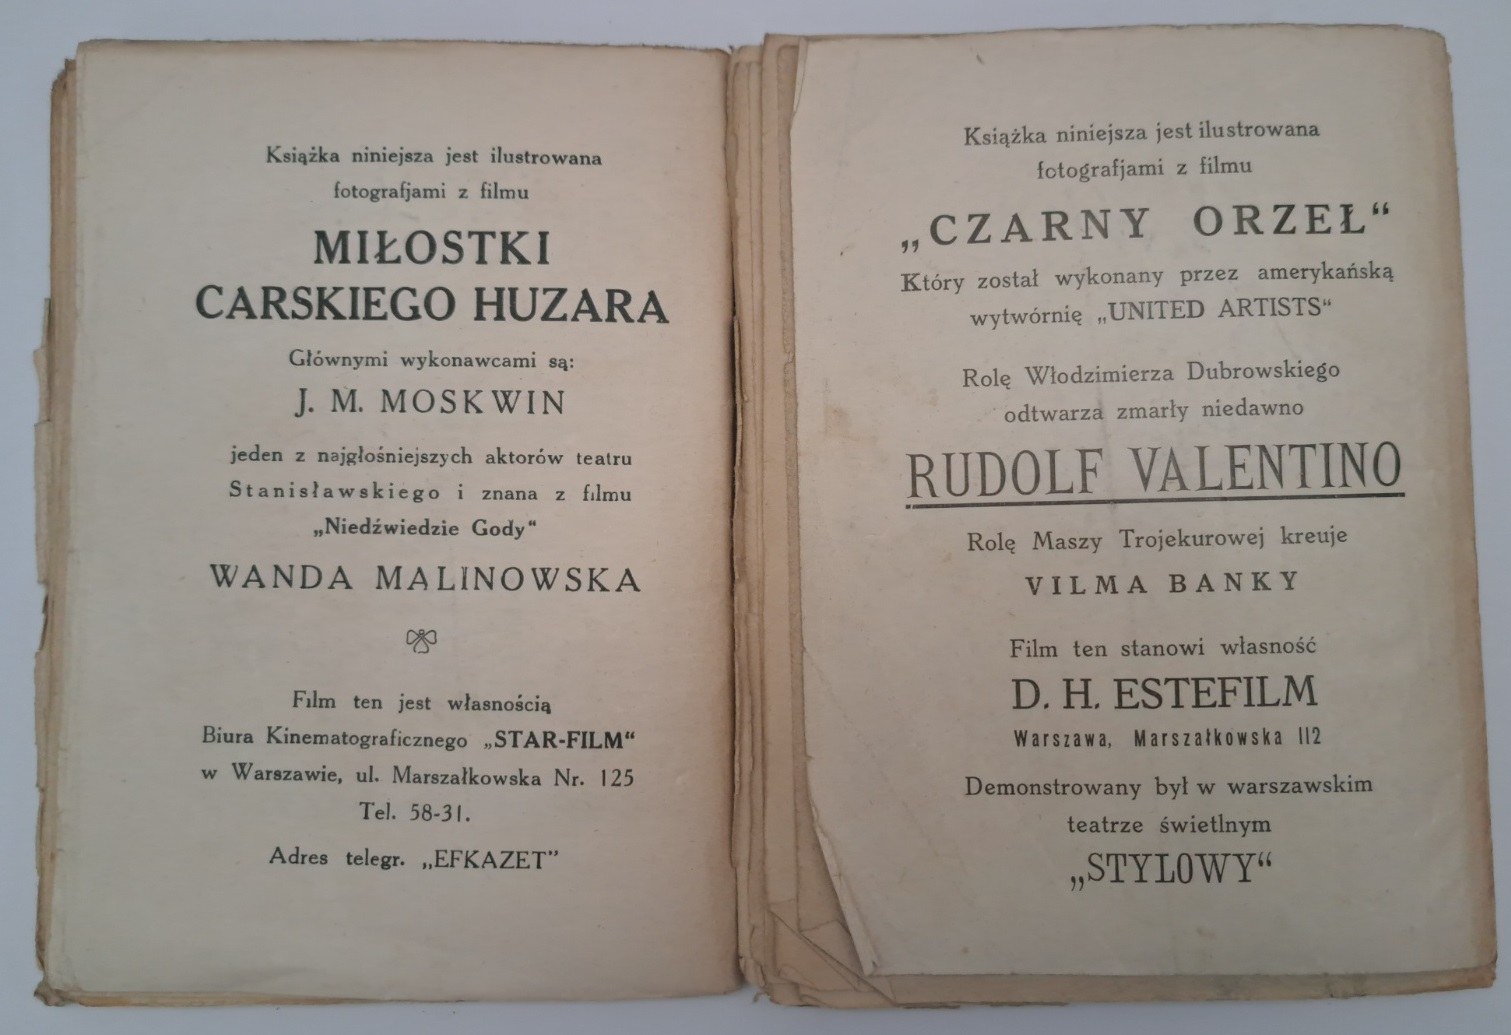 Książka niniejsza jest ilustrowana
fotografjami z filmu
MIŁOSTKI
CARSKIEGO HUZARA
Głównymi wykonawcami są:
J. M. MOSKWIN
jeden z najgłośniejszych aktorów teatru
Stanisławskiego i znana z filmu
„Niedźwiedzie Gody“
WANDA MALINOWSKA
Film ten jest własnością
Biura Kinematograficznego „STAR-FILM“
w Warszawie, ul. Marszałkowska Nr. 125
Tel. 58-31.
Adres telegr. „EFKAZET”
Książka niniejsza jest ilustrowana
fotografjami z filmu
„CZARNY ORZEŁ“
Który został wykonany przez amerykańską
wytwórnię „UNITED ARTISTS“
Rolę Włodzimierza Dubrowskiego
odtwarza zmarły niedawno
RUDOLF VALENTINO
Rolę Maszy Trojekurowej kreuje
VILMA BANKY
Film ten stanowi własność
D. H. ESTEFILM
Warszawa, Marszałkowska 112
Demonstrowany był w warszawskim
teatrze świetlnym
„STYLOWY“